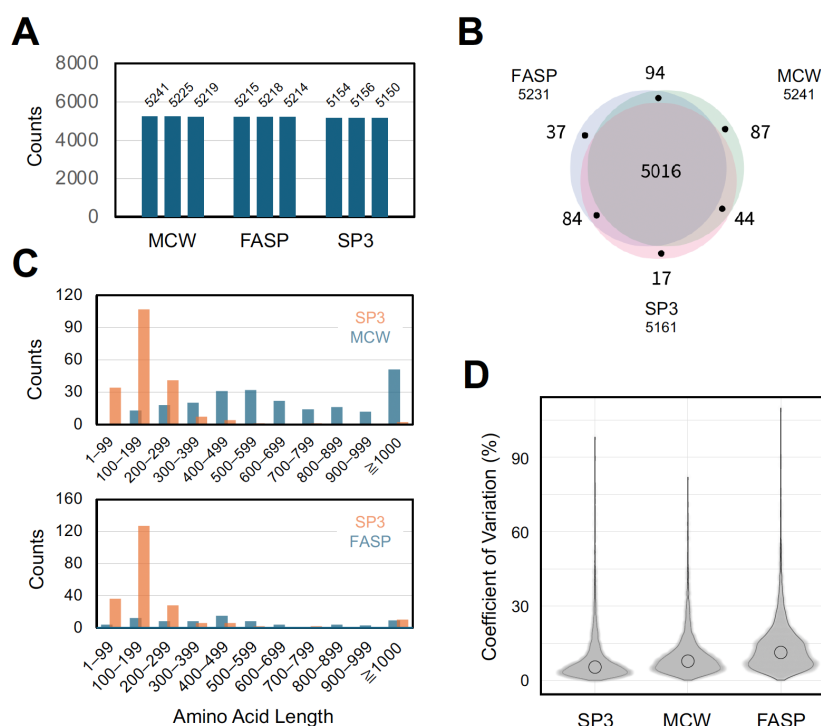 A
8000
6000
4000
2000
0
Counts
5241 5225 5219 5215 5218 5214 5154 5156 5150
MCW FASP SP3
B
FASP
5231
94
MCW
5241
37
87
5016
84
44
17
SP3
5161
C
120
90
60
30
0
Counts
SP3
MCW
1–99 100–199 200–299 300–399 400–499 500–599 600–699 700–799 800–899 900–999 ≧1000
160
120
80
40
0
Counts
SP3
FASP
1–99 100–199 200–299 300–399 400–499 500–599 600–699 700–799 800–899 900–999 ≧1000
Amino Acid Length
D
90
60
30
0
Coefficient of Variation (%)
SP3 MCW FASP